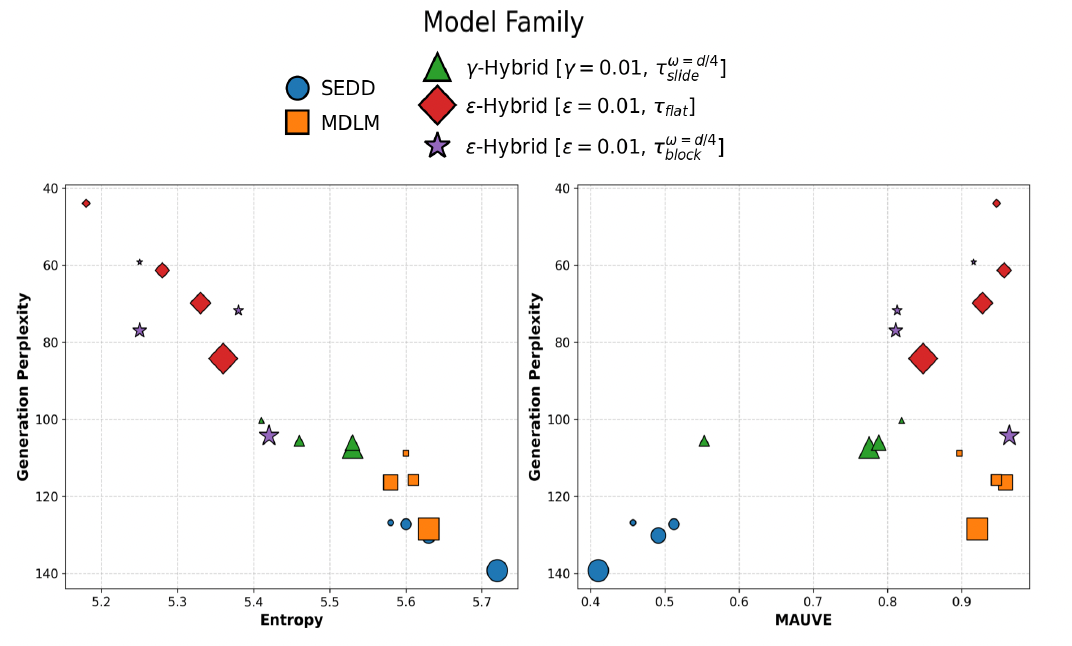 Model Family
SEDD
MDLM
γ-Hybrid [γ = 0.01, τ_slide^ω=d/4]
ε-Hybrid [ε = 0.01, τ_flat]
ε-Hybrid [ε = 0.01, τ_block^ω=d/4]
Generation Perplexity
40
60
80
100
120
140
5.2 5.3 5.4 5.5 5.6 5.7
Entropy
Generation Perplexity
40
60
80
100
120
140
0.4 0.5 0.6 0.7 0.8 0.9
MAUVE